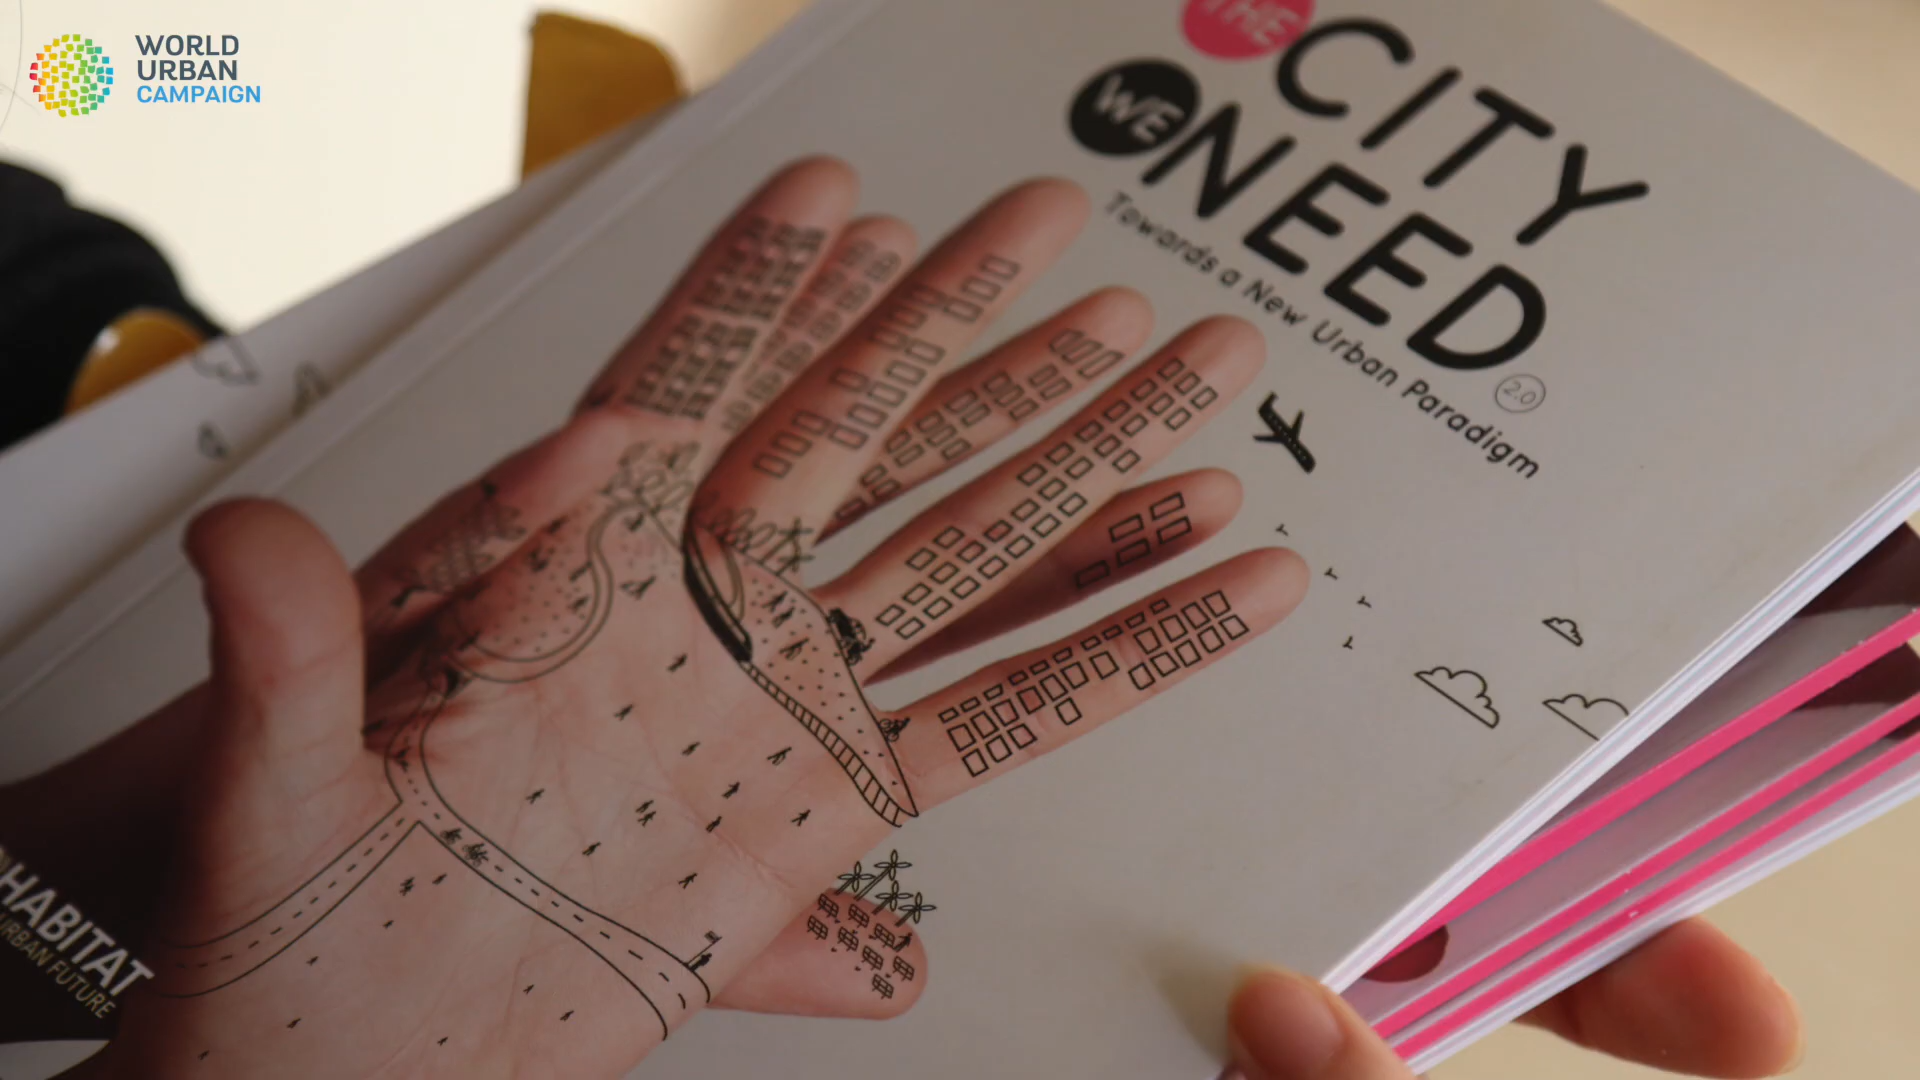 WORLD
URBAN
CAMPAIGN
THE CITY
WE NEED
2.0
Towards a New Urban Paradigm
HABITAT
URBAN FUTURE